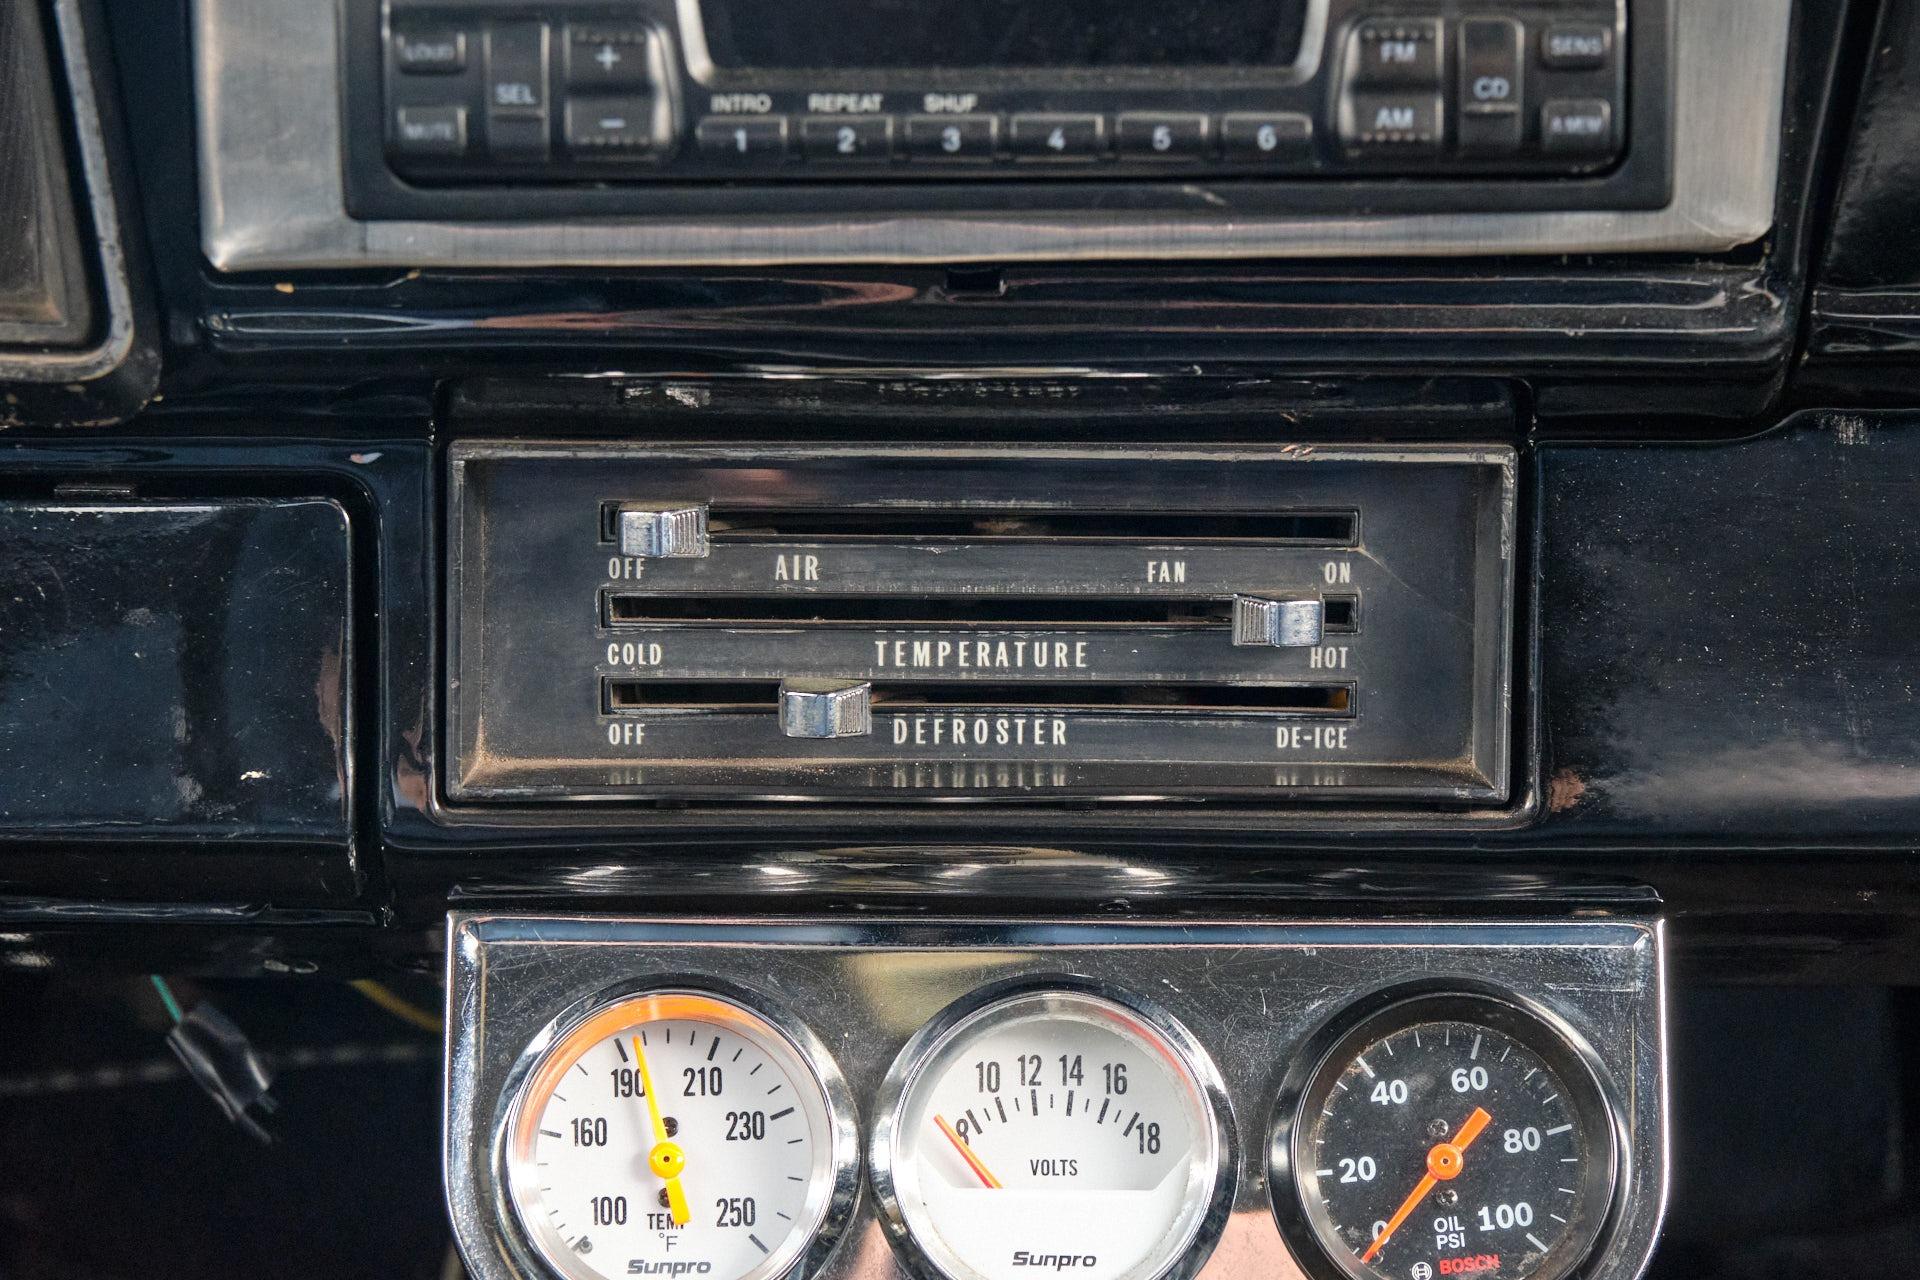 LOUD
SEL
+
FM
CD
SENS
MUTE
-
INTRO REPEAT SHUF
AM
A.MEM
1 2 3 4 5 6
OFF AIR FAN ON
COLD TEMPERATURE HOT
OFF DEFROSTER DE-ICE
100 160 190 210 230 250
TEMP
°F
Sunpro
8 10 12 14 16 18
VOLTS
Sunpro
0 20 40 60 80 100
OIL
PSI
BOSCH